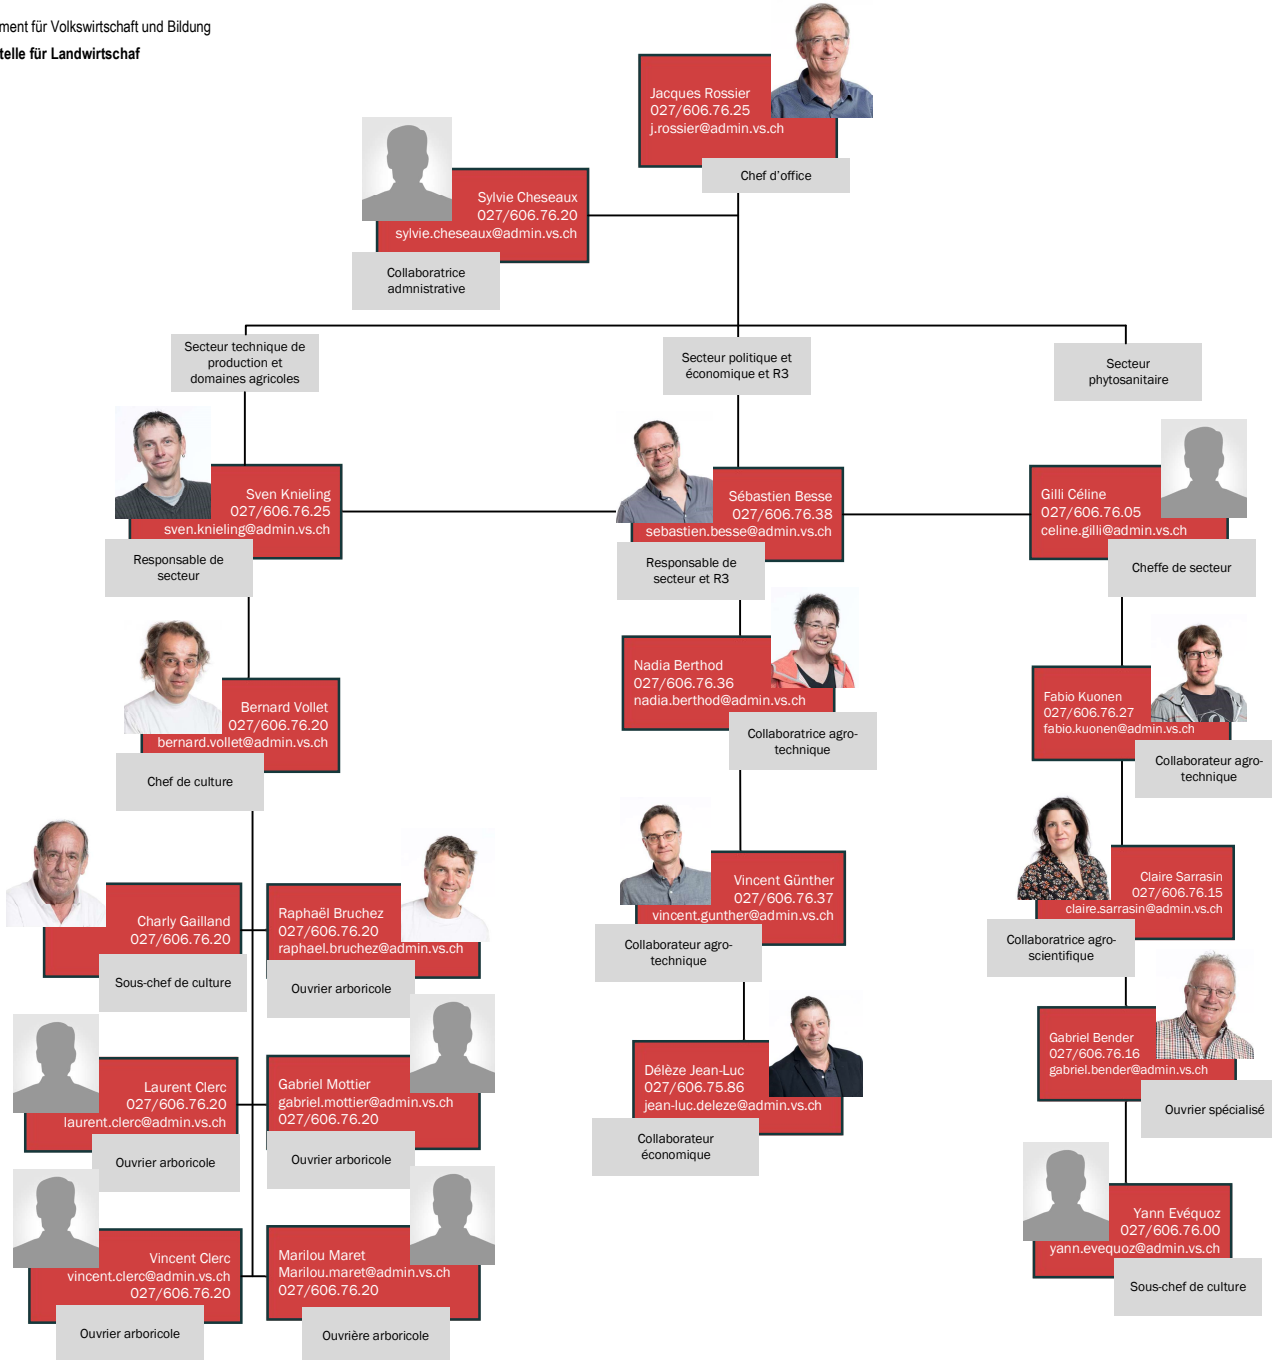 ment für Volkswirtschaft und Bildung
telle für Landwirtschaf
Jacques Rossier
027/606.76.25
j.rossier@admin.vs.ch
Chef d'office
Sylvie Cheseaux
027/606.76.20
sylvie.cheseaux@admin.vs.ch
Collaboratrice
admnistrative
Secteur technique de
production et
domaines agricoles
Secteur politique et
économique et R3
Secteur
phytosanitaire
Sven Knieling
027/606.76.25
sven.knieling@admin.vs.ch
Responsable de
secteur
Sébastien Besse
027/606.76.38
sebastien.besse@admin.vs.ch
Responsable de
secteur et R3
Gilli Céline
027/606.76.05
celine.gilli@admin.vs.ch
Cheffe de secteur
Bernard Vollet
027/606.76.20
bernard.vollet@admin.vs.ch
Chef de culture
Nadia Berthod
027/606.76.36
nadia.berthod@admin.vs.ch
Collaboratrice agro-
technique
Fabio Kuonen
027/606.76.27
fabio.kuonen@admin.vs.ch
Collaborateur agro-
technique
Charly Gailland
027/606.76.20
Sous-chef de culture
Raphaël Bruchez
027/606.76.20
raphael.bruchez@admin.vs.ch
Ouvrier arboricole
Vincent Günther
027/606.76.37
vincent.gunther@admin.vs.ch
Collaborateur agro-
technique
Claire Sarrasin
027/606.76.15
claire.sarrasin@admin.vs.ch
Collaboratrice agro-
scientifique
Laurent Clerc
027/606.76.20
laurent.clerc@admin.vs.ch
Ouvrier arboricole
Gabriel Mottier
gabriel.mottier@admin.vs.ch
027/606.76.20
Ouvrier arboricole
Délèze Jean-Luc
027/606.75.86
jean-luc.deleze@admin.vs.ch
Collaborateur
économique
Gabriel Bender
027/606.76.16
gabriel.bender@admin.vs.ch
Ouvrier spécialisé
Vincent Clerc
vincent.clerc@admin.vs.ch
027/606.76.20
Ouvrier arboricole
Marilou Maret
Marilou.maret@admin.vs.ch
027/606.76.20
Ouvrière arboricole
Yann Evéquoz
027/606.76.00
yann.evequoz@admin.vs.ch
Sous-chef de culture